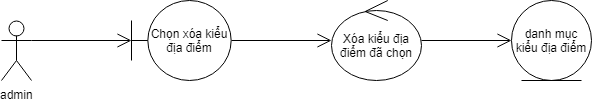 Chọn xóa kiểu
địa điểm
Xóa kiểu địa
điểm đã chọn
danh mục
kiểu địa điểm
admin